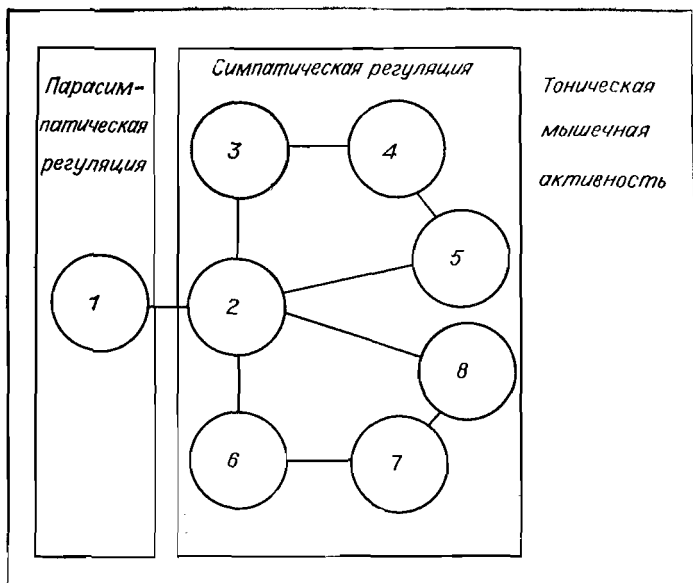 Парасим-
патическая
регуляция
Симпатическая регуляция
Тоническая
мышечная
активность
3
4
5
1
2
8
6
7